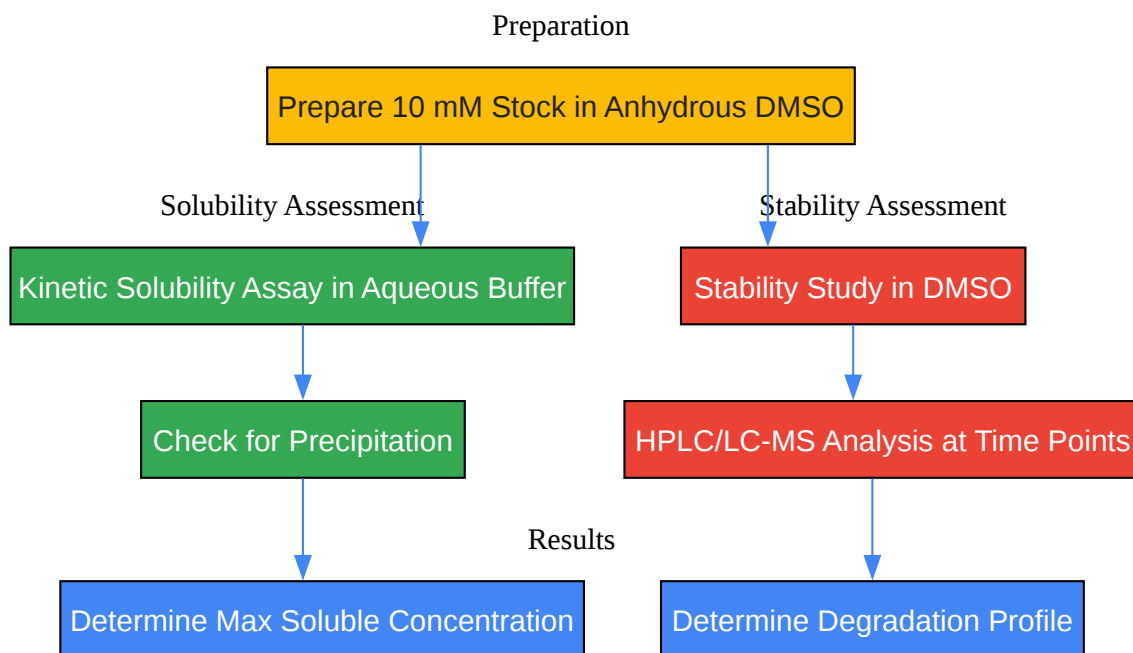 Preparation
Prepare 10 mM Stock in Anhydrous DMSO
Solubility Assessment
Stability Assessment
Kinetic Solubility Assay in Aqueous Buffer
Stability Study in DMSO
Check for Precipitation
HPLC/LC-MS Analysis at Time Points
Results
Determine Max Soluble Concentration
Determine Degradation Profile